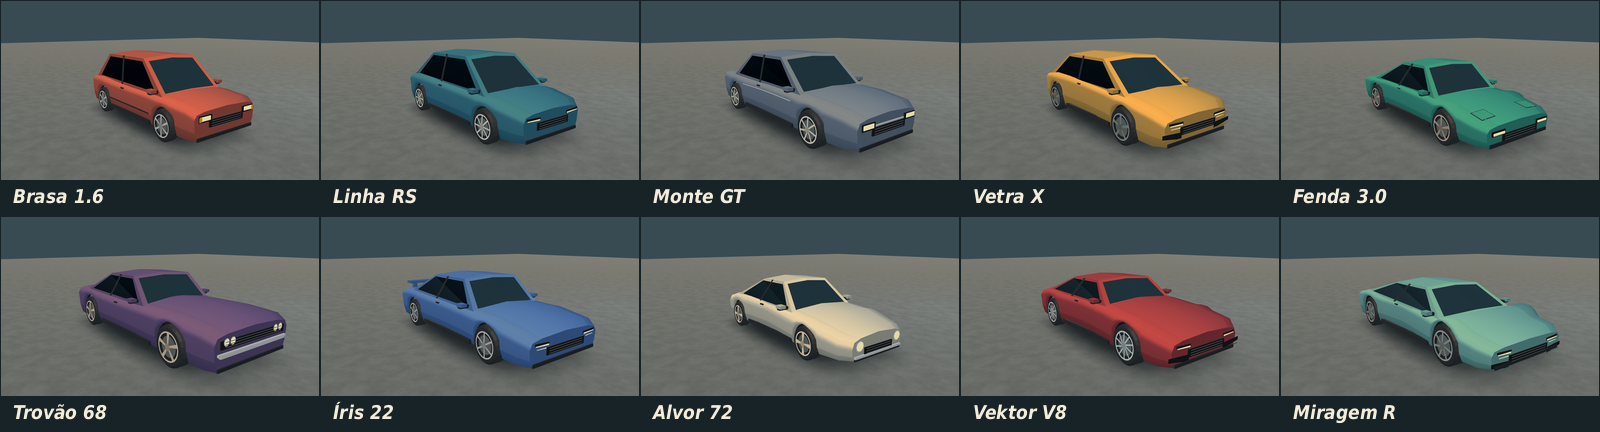 Brasa 1.6
Linha RS
Monte GT
Vetra X
Fenda 3.0
Trovão 68
Íris 22
Alvor 72
Vektor V8
Miragem R